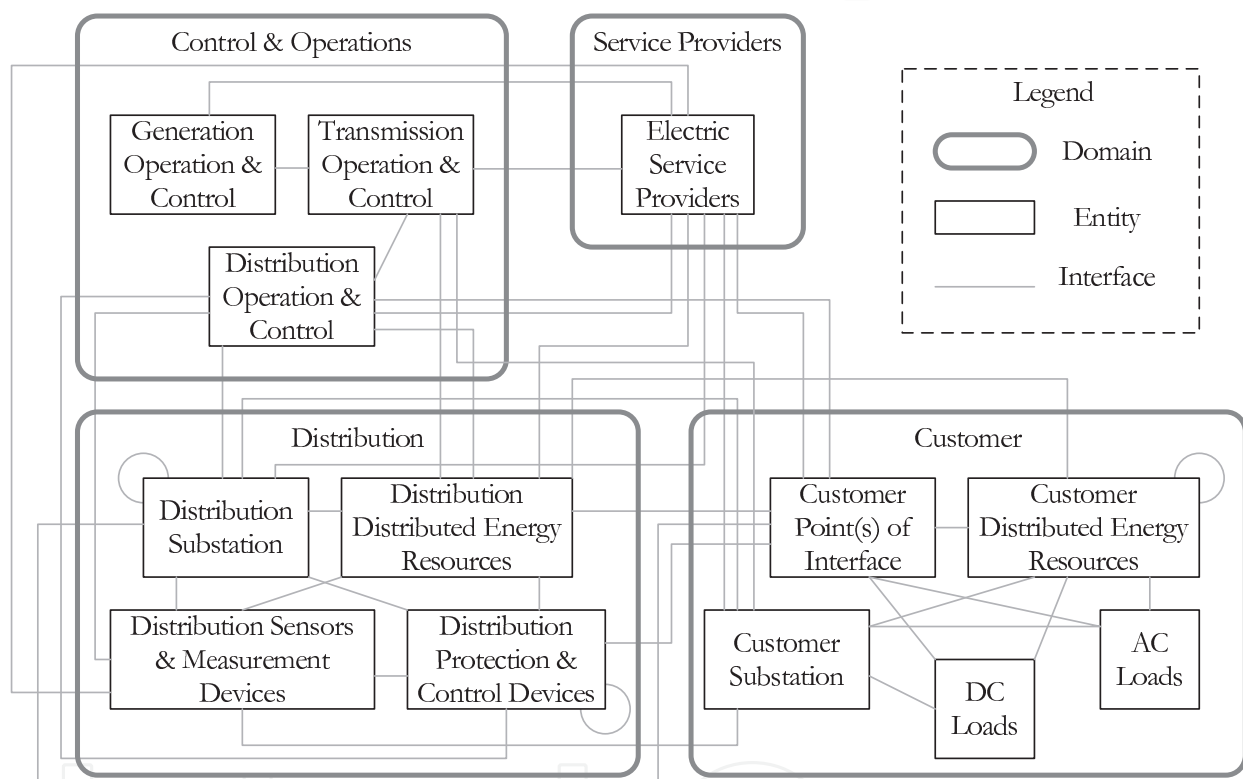 Control & Operations
Service Providers
Legend
Domain
Entity
Interface
Generation
Operation &
Control
Transmission
Operation &
Control
Electric
Service
Providers
Distribution
Operation &
Control
Distribution
Customer
Distribution
Substation
Distribution
Distributed Energy
Resources
Customer
Point(s) of
Interface
Customer
Distributed Energy
Resources
Distribution Sensors
& Measurement
Devices
Distribution
Protection &
Control Devices
Customer
Substation
DC
Loads
AC
Loads